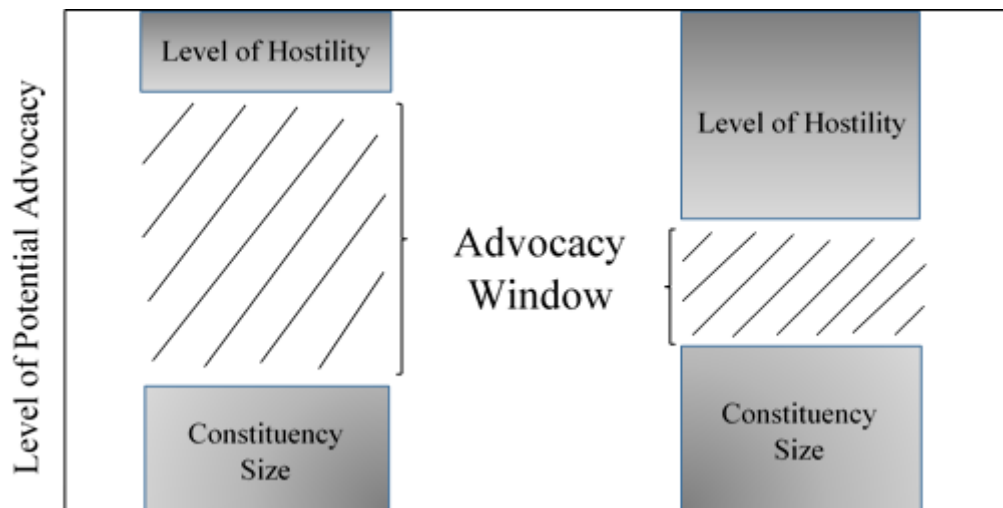 Level of Potential Advocacy
Level of Hostility
Constituency
Size
Advocacy
Window
Level of Hostility
Constituency
Size